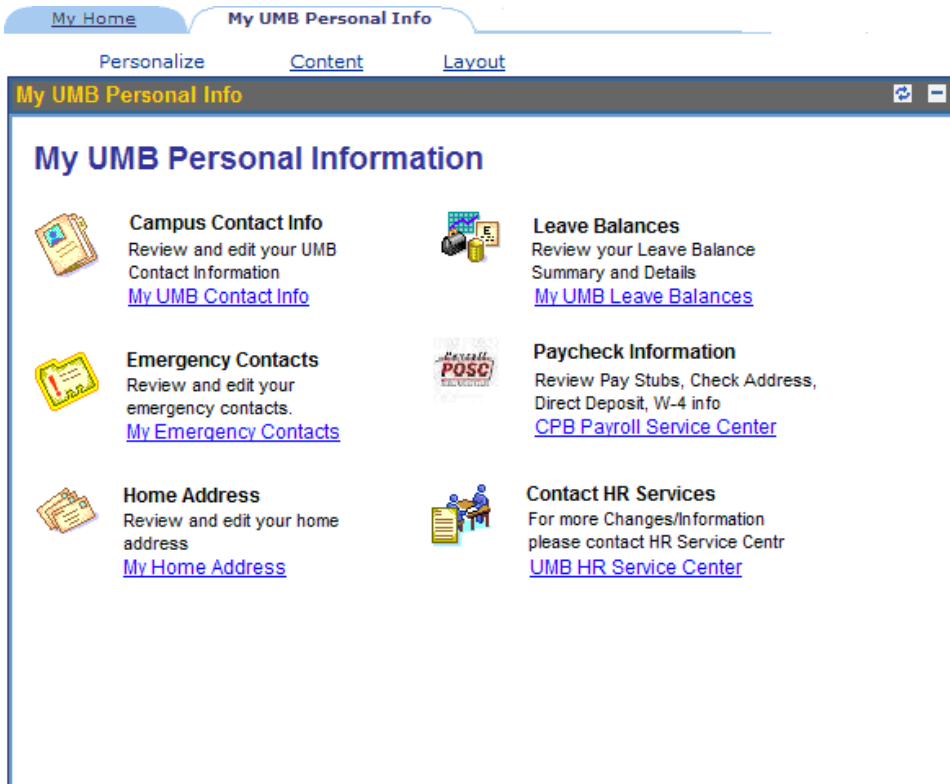 My Home
My UMB Personal Info
Personalize
Content
Layout
My UMB Personal Info
My UMB Personal Information
Campus Contact Info
Review and edit your UMB
Contact Information
My UMB Contact Info
Emergency Contacts
Review and edit your
emergency contacts.
My Emergency Contacts
Home Address
Review and edit your home
address
My Home Address
Leave Balances
Review your Leave Balance
Summary and Details
My UMB Leave Balances
POSC
Paycheck Information
Review Pay Stubs, Check Address,
Direct Deposit, W-4 info
CPB Payroll Service Center
Contact HR Services
For more Changes/Information
please contact HR Service Centr
UMB HR Service Center